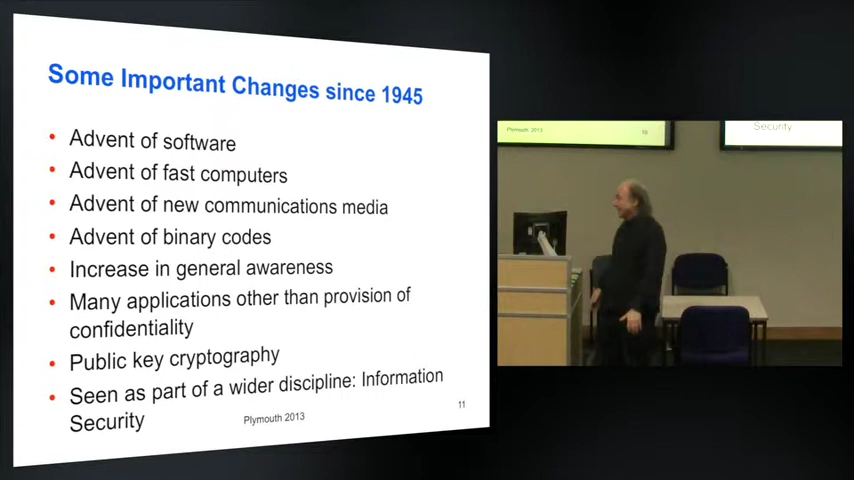 Some Important Changes since 1945
• Advent of software
• Advent of fast computers
• Advent of new communications media
• Advent of binary codes
• Increase in general awareness
• Many applications other than provision of
confidentiality
• Public key cryptography
• Seen as part of a wider discipline: Information
Security
Plymouth 2013
11
Plymouth 2013
Security